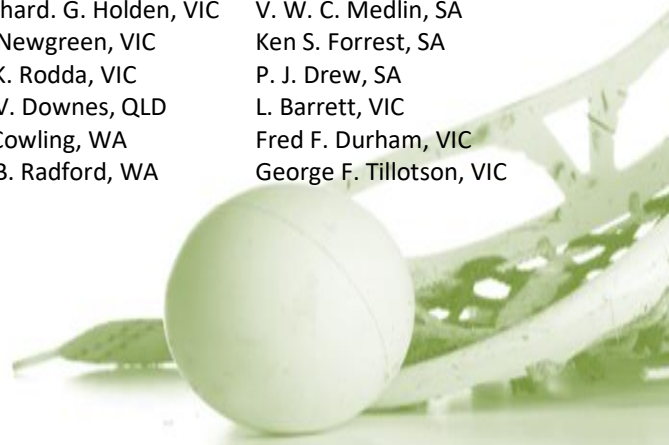 hard. G. Holden, VIC
Newgreen, VIC
K. Rodda, VIC
V. Downes, QLD
Cowling, WA
B. Radford, WA
V. W. C. Medlin, SA
Ken S. Forrest, SA
P. J. Drew, SA
L. Barrett, VIC
Fred F. Durham, VIC
George F. Tillotson, VIC